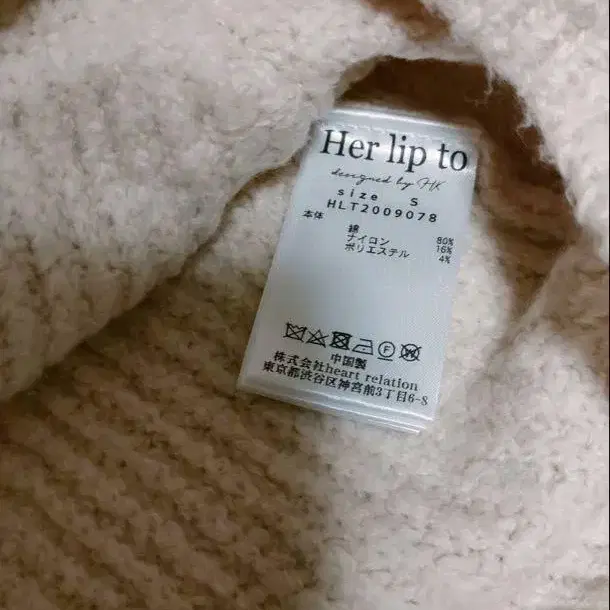 Her lip to
designed by HK
size S
HLT2009078
本体
綿 80%
ナイロン 16%
ポリエステル 4%
中国製
株式会社heart relation
東京都渋谷区神宮前3丁目6-8